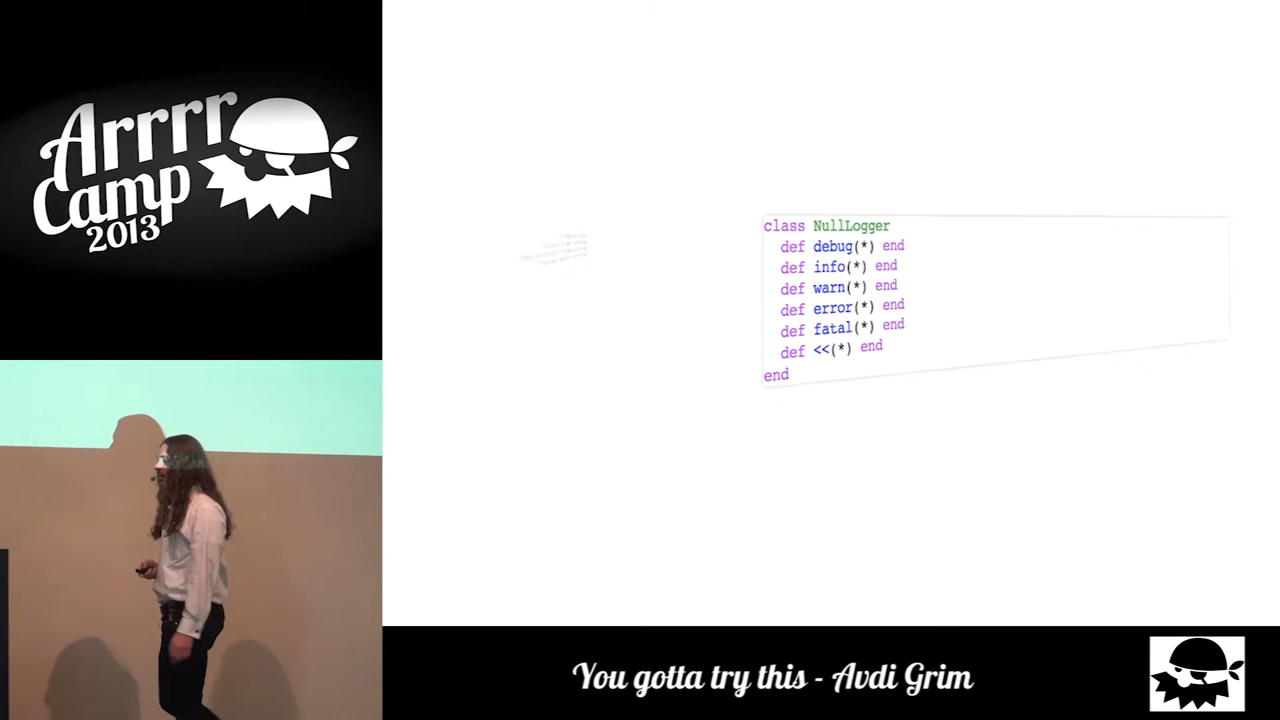 Arrrr
Camp
2013
class NullLogger
  def debug(*) end
  def info(*) end
  def warn(*) end
  def error(*) end
  def fatal(*) end
  def <<(*) end
end
You gotta try this - Avdi Grim